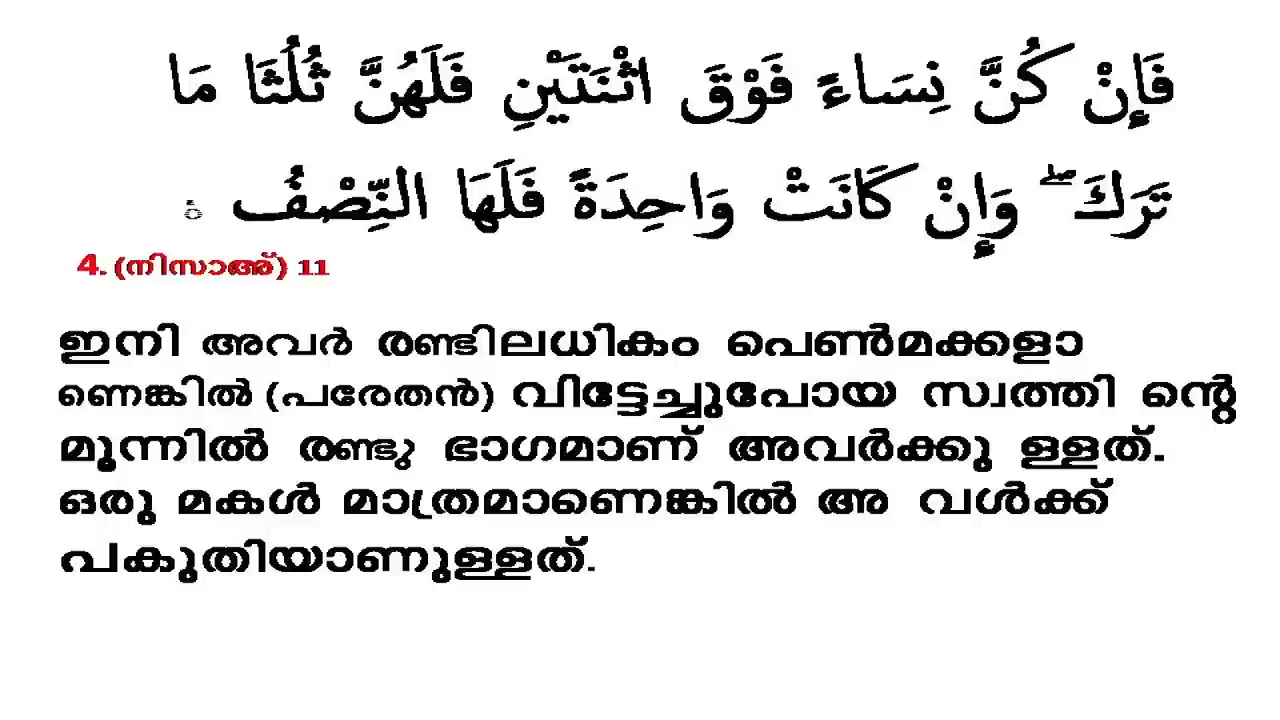 فَإِنْ كُنَّ نِسَاءً فَوْقَ اثْنَتَيْنِ فَلَهُنَّ ثُلُثَا مَا
تَرَكَ ۖ وَإِنْ كَانَتْ وَاحِدَةً فَلَهَا النِّصْفُ ۚ
4. (നിസാഅ്) 11
ഇനി അവർ രണ്ടിലധികം പെൺമക്കളാ
ണെങ്കിൽ (പരേതൻ) വിട്ടേച്ചുപോയ സ്വത്തി ന്റെ
മൂന്നിൽ രണ്ടു ഭാഗമാണ് അവർക്കു ള്ളത്.
ഒരു മകൾ മാത്രമാണെങ്കിൽ അ വൾക്ക്
പകുതിയാണുള്ളത്.